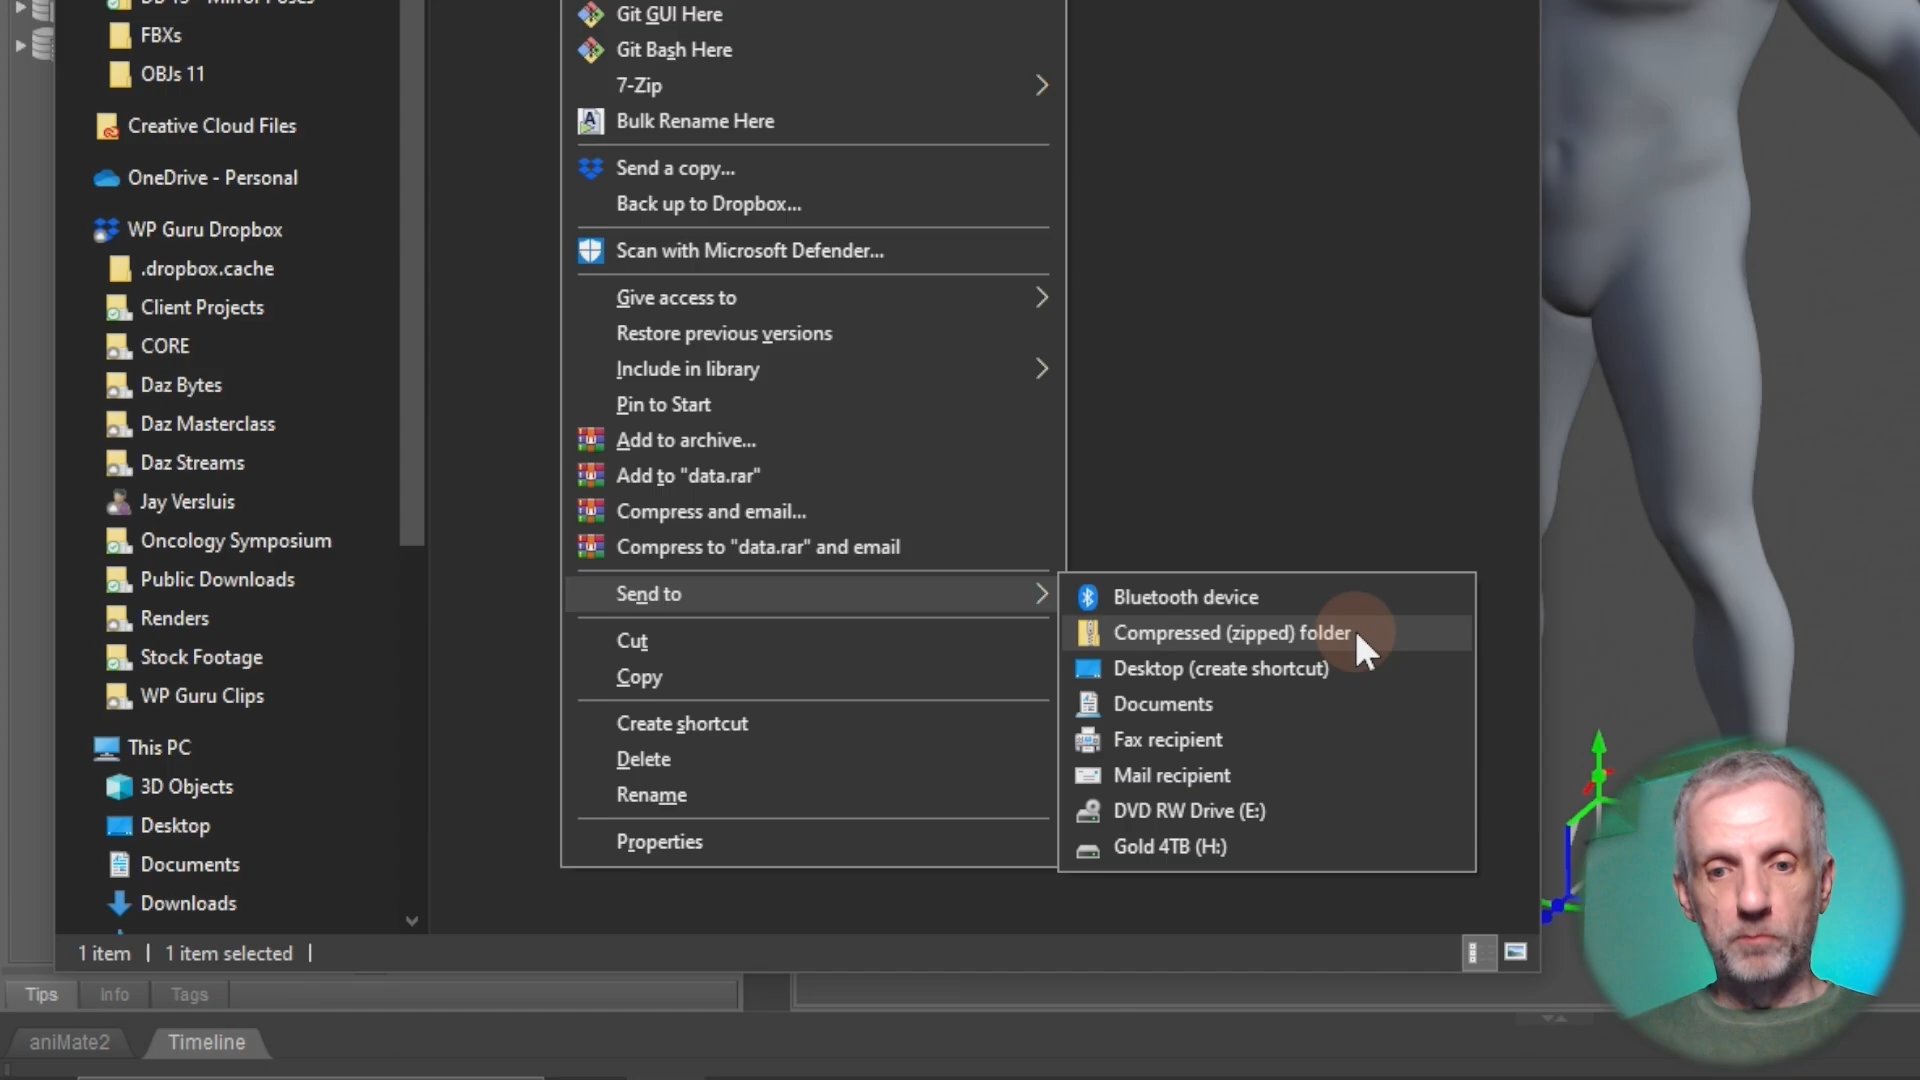 FBXs
OBJs 11
Creative Cloud Files
OneDrive - Personal
WP Guru Dropbox
.dropbox.cache
Client Projects
CORE
Daz Bytes
Daz Masterclass
Daz Streams
Jay Versluis
Oncology Symposium
Public Downloads
Renders
Stock Footage
WP Guru Clips
This PC
3D Objects
Desktop
Documents
Downloads
1 item | 1 item selected |
Git GUI Here
Git Bash Here
7-Zip
Bulk Rename Here
Send a copy...
Back up to Dropbox...
Scan with Microsoft Defender...
Give access to
Restore previous versions
Include in library
Pin to Start
Add to archive...
Add to "data.rar"
Compress and email...
Compress to "data.rar" and email
Send to
Cut
Copy
Create shortcut
Delete
Rename
Properties
Bluetooth device
Compressed (zipped) folder
Desktop (create shortcut)
Documents
Fax recipient
Mail recipient
DVD RW Drive (E:)
Gold 4TB (H:)
Tips Info Tags
aniMate2 Timeline